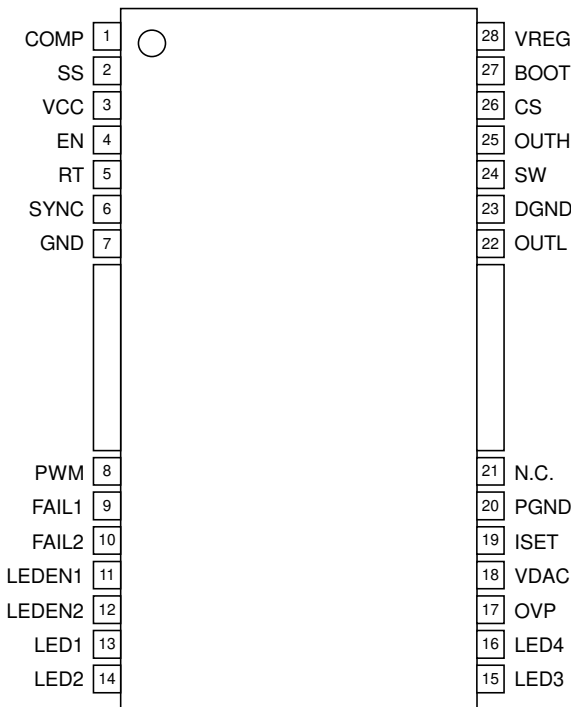 COMP 1 28 VREG
SS 2 27 BOOT
VCC 3 26 CS
EN 4 25 OUTH
RT 5 24 SW
SYNC 6 23 DGND
GND 7 22 OUTL
PWM 8 21 N.C.
FAIL1 9 20 PGND
FAIL2 10 19 ISET
LEDEN1 11 18 VDAC
LEDEN2 12 17 OVP
LED1 13 16 LED4
LED2 14 15 LED3